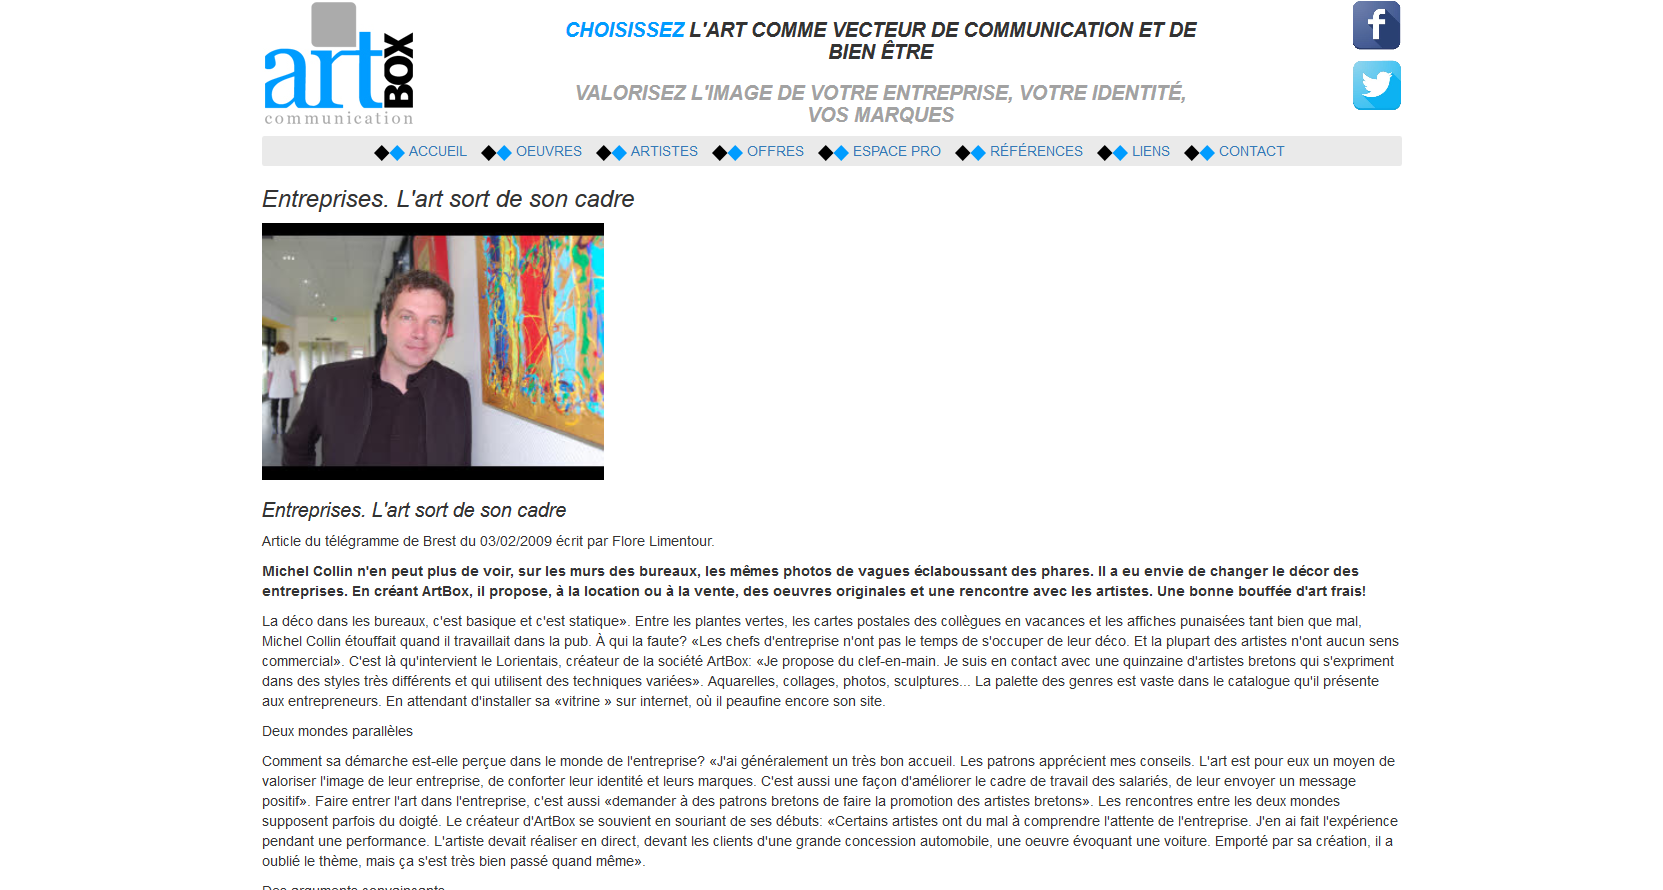 art BOX
communication
CHOISISSEZ L'ART COMME VECTEUR DE COMMUNICATION ET DE
BIEN ÊTRE
VALORISEZ L'IMAGE DE VOTRE ENTREPRISE, VOTRE IDENTITÉ,
VOS MARQUES
ACCUEIL OEUVRES ARTISTES OFFRES ESPACE PRO RÉFÉRENCES LIENS CONTACT
Entreprises. L'art sort de son cadre
Entreprises. L'art sort de son cadre
Article du télégramme de Brest du 03/02/2009 écrit par Flore Limentour.
Michel Collin n'en peut plus de voir, sur les murs des bureaux, les mêmes photos de vagues éclaboussant des phares. Il a eu envie de changer le décor des
entreprises. En créant ArtBox, il propose, à la location ou à la vente, des oeuvres originales et une rencontre avec les artistes. Une bonne bouffée d'art frais!
La déco dans les bureaux, c'est basique et c'est statique». Entre les plantes vertes, les cartes postales des collègues en vacances et les affiches punaisées tant bien que mal,
Michel Collin étouffait quand il travaillait dans la pub. À qui la faute? «Les chefs d'entreprise n'ont pas le temps de s'occuper de leur déco. Et la plupart des artistes n'ont aucun sens
commercial». C'est là qu'intervient le Lorientais, créateur de la société ArtBox: «Je propose du clef-en-main. Je suis en contact avec une quinzaine d'artistes bretons qui s'expriment
dans des styles très différents et qui utilisent des techniques variées». Aquarelles, collages, photos, sculptures... La palette des genres est vaste dans le catalogue qu'il présente
aux entrepreneurs. En attendant d'installer sa «vitrine » sur internet, où il peaufine encore son site.
Deux mondes parallèles
Comment sa démarche est-elle perçue dans le monde de l'entreprise? «J'ai généralement un très bon accueil. Les patrons apprécient mes conseils. L'art est pour eux un moyen de
valoriser l'image de leur entreprise, de conforter leur identité et leurs marques. C'est aussi une façon d'améliorer le cadre de travail des salariés, de leur envoyer un message
positif». Faire entrer l'art dans l'entreprise, c'est aussi «demander à des patrons bretons de faire la promotion des artistes bretons». Les rencontres entre les deux mondes
supposent parfois du doigté. Le créateur d'ArtBox se souvient en souriant de ses débuts: «Certains artistes ont du mal à comprendre l'attente de l'entreprise. J'en ai fait l'expérience
pendant une performance. L'artiste devait réaliser en direct, devant les clients d'une grande concession automobile, une oeuvre évoquant une voiture. Emporté par sa création, il a
oublié le thème, mais ça s'est très bien passé quand même».
Des arguments convaincants